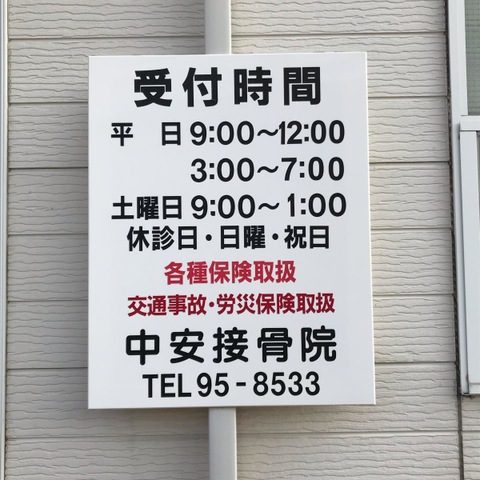 受付時間
平　日 9:00〜12:00
3:00〜7:00
土曜日 9:00〜1:00
休診日・日曜・祝日
各種保険取扱
交通事故・労災保険取扱
中安接骨院
TEL 95-8533